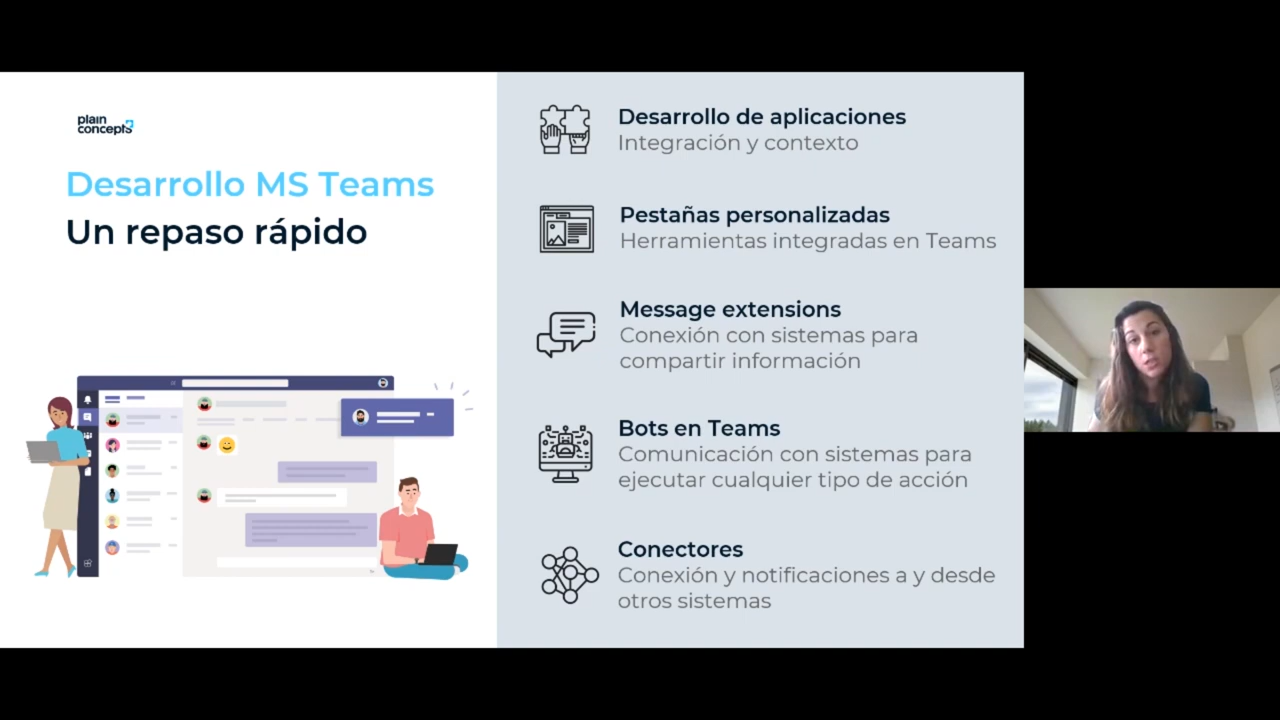 plain
concepts
Desarrollo MS Teams
Un repaso rápido
Desarrollo de aplicaciones
Integración y contexto
Pestañas personalizadas
Herramientas integradas en Teams
Message extensions
Conexión con sistemas para
compartir información
Bots en Teams
Comunicación con sistemas para
ejecutar cualquier tipo de acción
Conectores
Conexión y notificaciones a y desde
otros sistemas